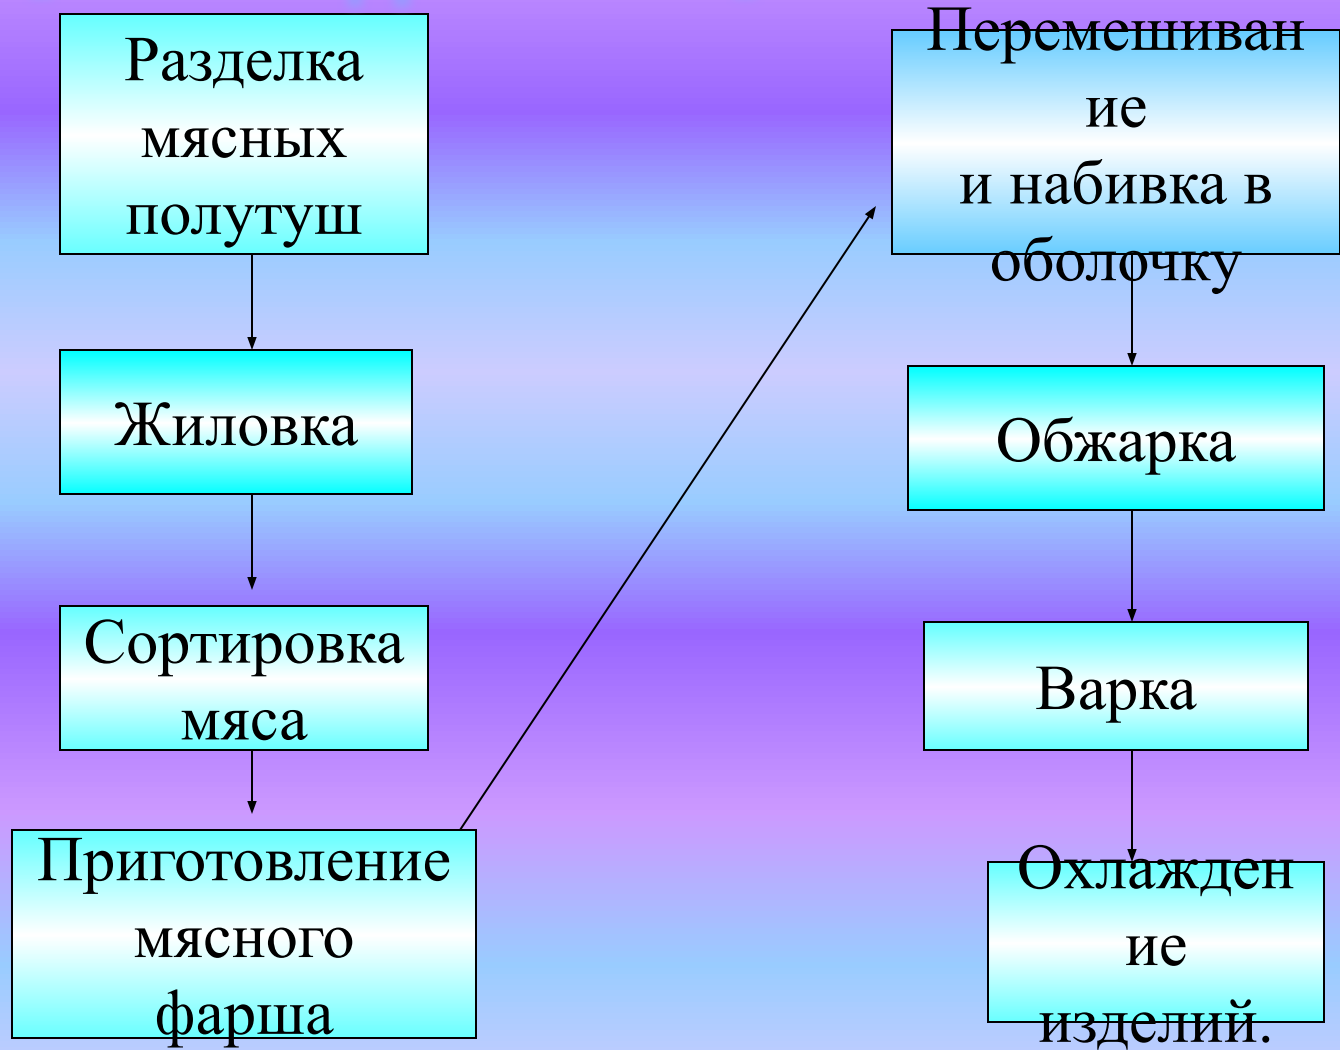 Разделка
мясных
полутуш
Жиловка
Сортировка
мяса
Приготовление
мясного
фарша
Перемешиван
ие
и набивка в
оболочку
Обжарка
Варка
Охлажден
ие
изделий.